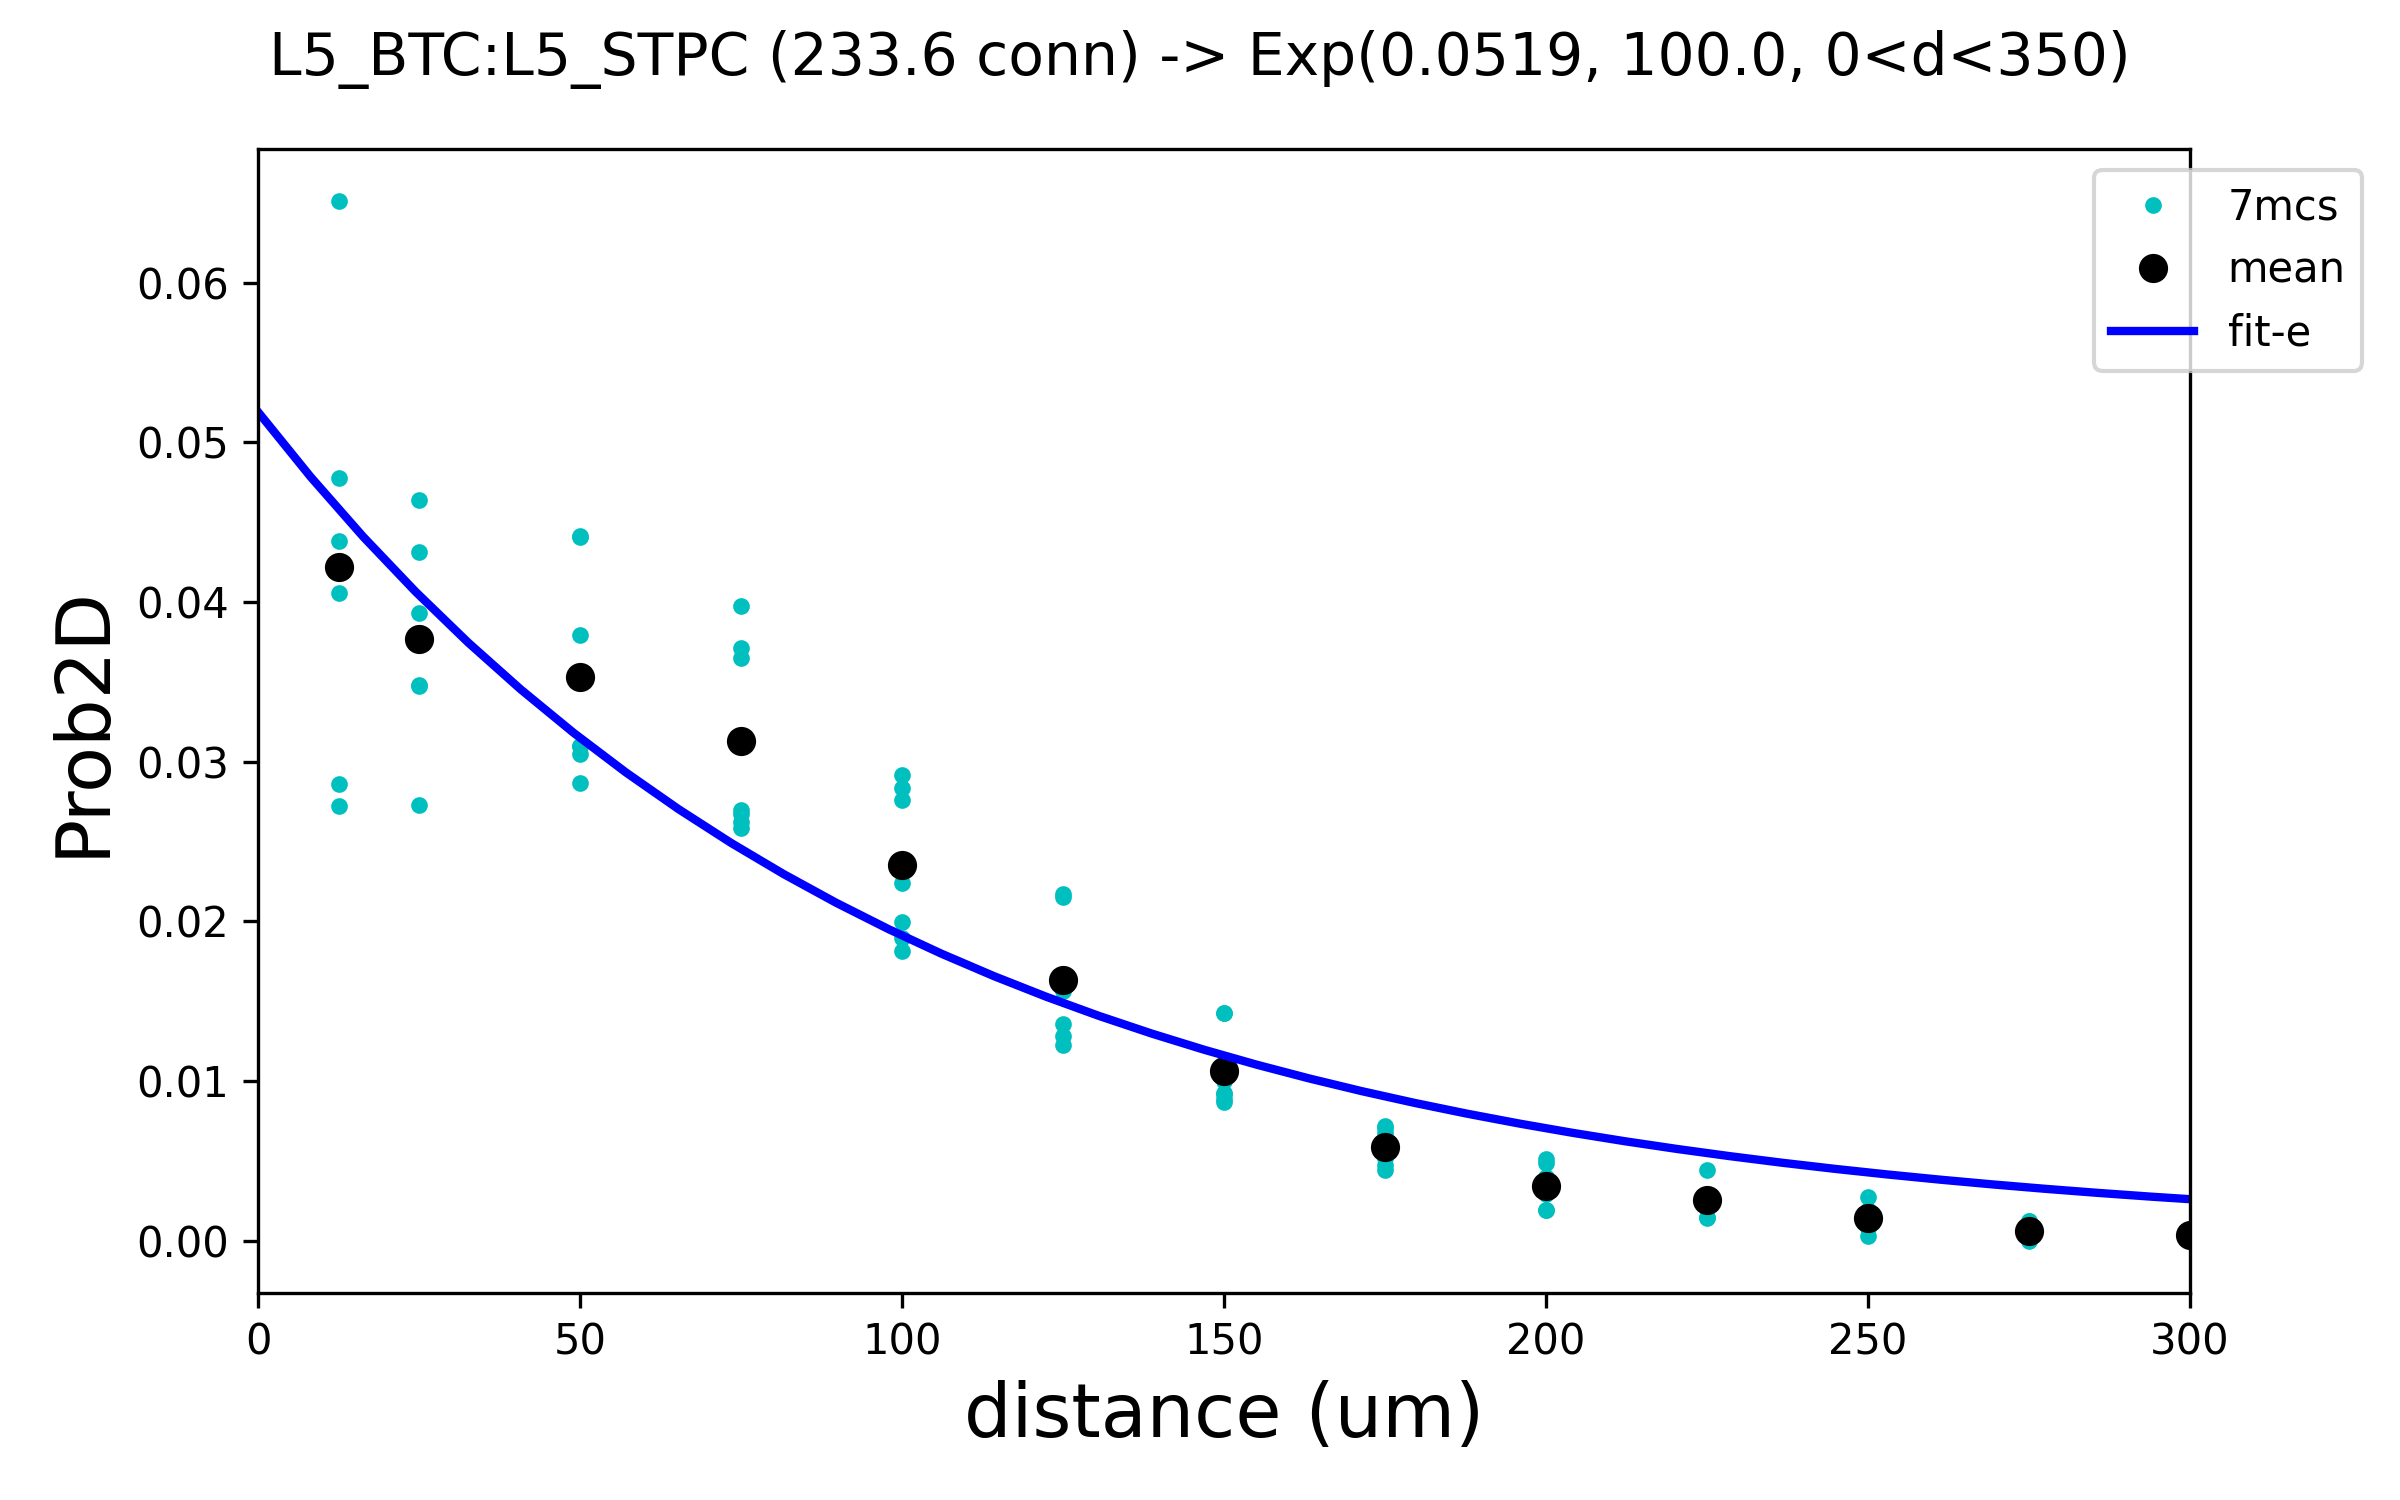 L5_BTC:L5_STPC (233.6 conn) -> Exp(0.0519, 100.0, 0<d<350)
7mcs
mean
fit-e
Prob2D
0.06
0.05
0.04
0.03
0.02
0.01
0.00
0 50 100 150 200 250 300
distance (um)